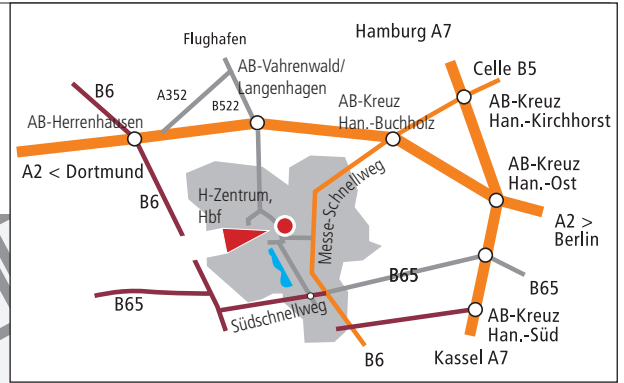 Hamburg A7
Flughafen
Celle B5
AB-Vahrenwald/
Langenhagen
B6
A352
B522
AB-Kreuz
Han.-Buchholz
AB-Kreuz
Han.-Kirchhorst
AB-Herrenhausen
A2 < Dortmund
AB-Kreuz
Han.-Ost
H-Zentrum,
Hbf
B6
Messe-Schnellweg
A2 >
Berlin
B65
B65
B65
Südschnellweg
AB-Kreuz
Han.-Süd
B6
Kassel A7